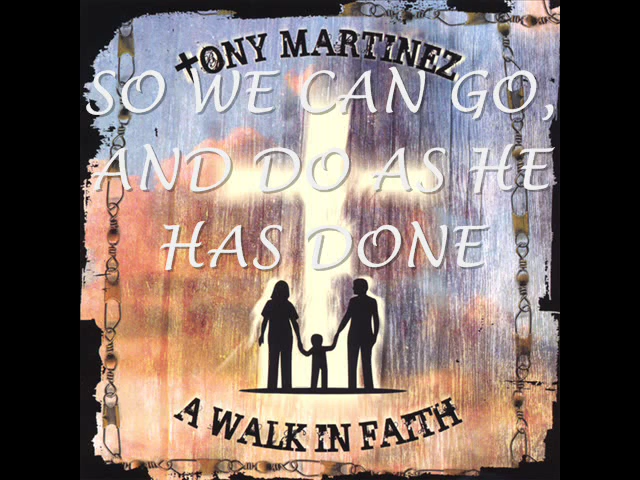 TONY MARTINEZ
SO WE CAN GO,
AND DO AS HE
HAS DONE
A WALK IN FAITH